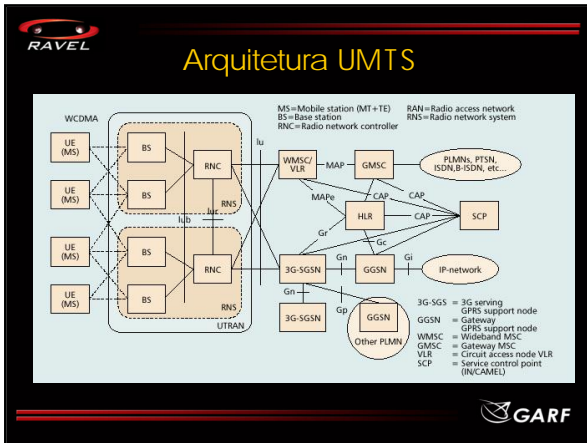 RAVEL
Arquitetura UMTS
WCDMA
MS=Mobile station (MT+TE)
BS=Base station
RNC=Radio network controller
RAN=Radio access network
RNS=Radio network system
UE
(MS)
UE
(MS)
UE
(MS)
UE
(MS)
BS
BS
BS
BS
RNC
RNC
RNS
RNS
Iub
Iur
Iu
UTRAN
WMSC/
VLR
MAP
GMSC
PLMNs, PTSN,
ISDN,B-ISDN, etc...
MAPe
CAP
CAP
CAP
CAP
HLR
SCP
Gr
Gc
3G-SGSN
Gn
GGSN
Gi
IP-network
Gn
Gp
3G-SGSN
GGSN
Other PLMN
3G-SGS = 3G serving
GPRS support node
GGSN = Gateway
GPRS support node
WMSC = Wideband MSC
GMSC = Gateway MSC
VLR = Circuit access node VLR
SCP = Service control point
(IN/CAMEL)
GARF